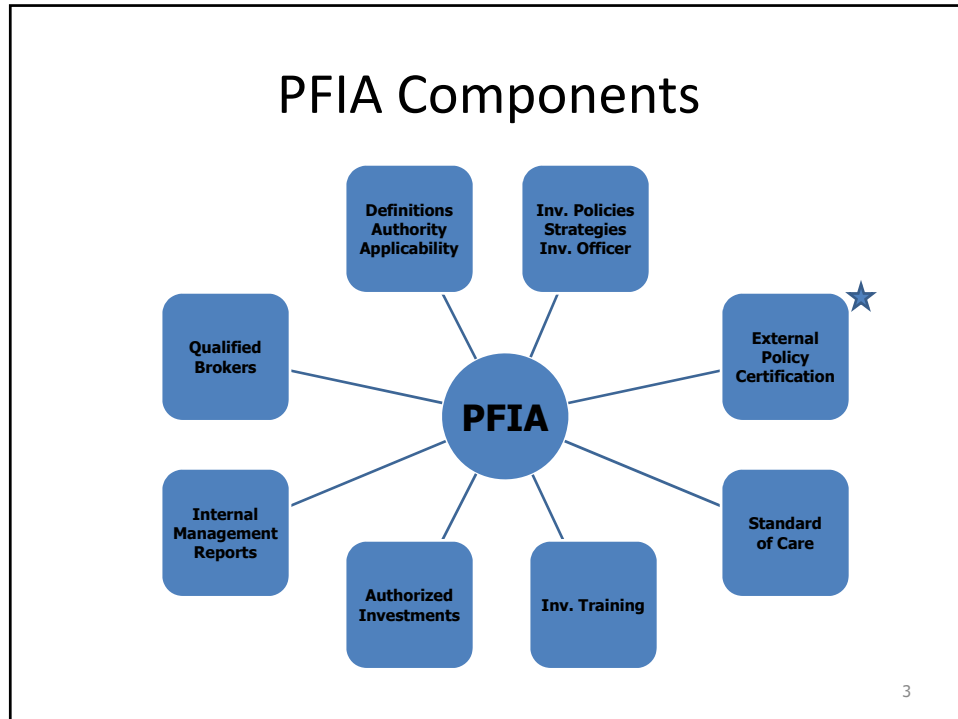 PFIA Components
Definitions
Authority
Applicability
Inv. Policies
Strategies
Inv. Officer
Qualified
Brokers
External
Policy
Certification
PFIA
Internal
Management
Reports
Standard
of Care
Authorized
Investments
Inv. Training
3